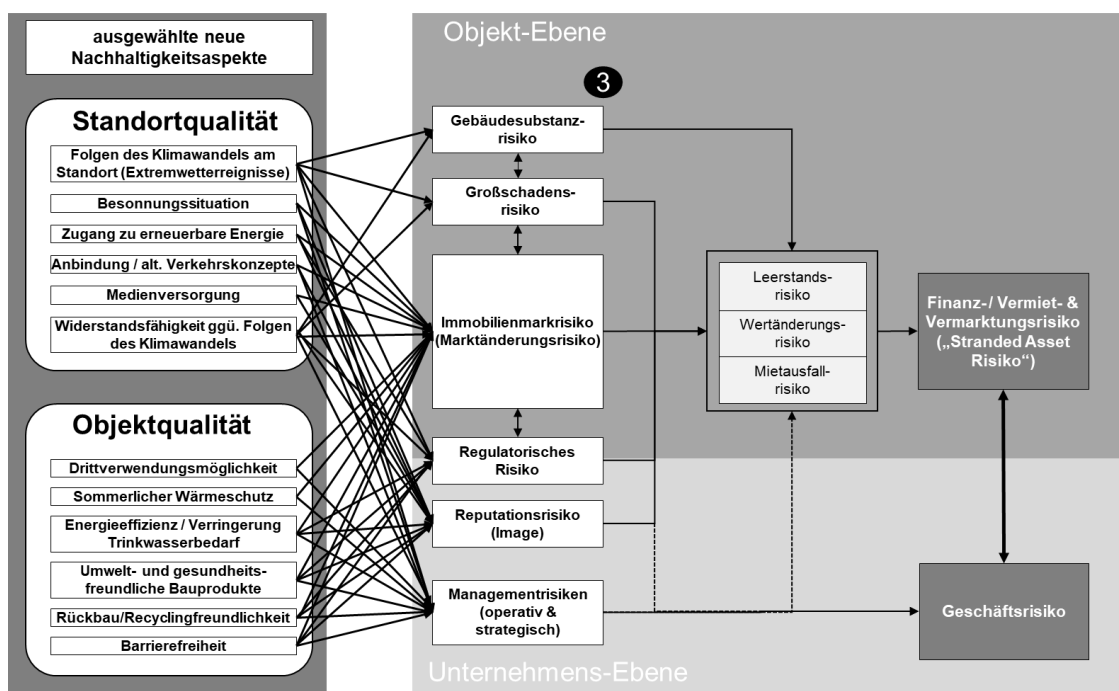 ausgewählte neue
Nachhaltigkeitsaspekte
Standortqualität
Folgen des Klimawandels am
Standort (Extremwetterreignisse)
Besonnungssituation
Zugang zu erneuerbare Energie
Anbindung / alt. Verkehrskonzepte
Medienversorgung
Widerstandsfähigkeit ggü. Folgen
des Klimawandels
Objektqualität
Drittverwendungsmöglichkeit
Sommerlicher Wärmeschutz
Energieeffizienz / Verringerung
Trinkwasserbedarf
Umwelt- und gesundheits-
freundliche Bauprodukte
Rückbau/Recyclingfreundlichkeit
Barrierefreiheit
Objekt-Ebene
3
Gebäudesubstanz-
risiko
Großschadens-
risiko
Immobilienmarkrisiko
(Marktänderungsrisiko)
Regulatorisches
Risiko
Reputationsrisiko
(Image)
Managementrisiken
(operativ &
strategisch)
Leerstands-
risiko
Wertänderungs-
risiko
Mietausfall-
risiko
Finanz-/ Vermiet- &
Vermarktungsrisiko
(„Stranded Asset
Risiko“)
Geschäftsrisiko
Unternehmens-Ebene